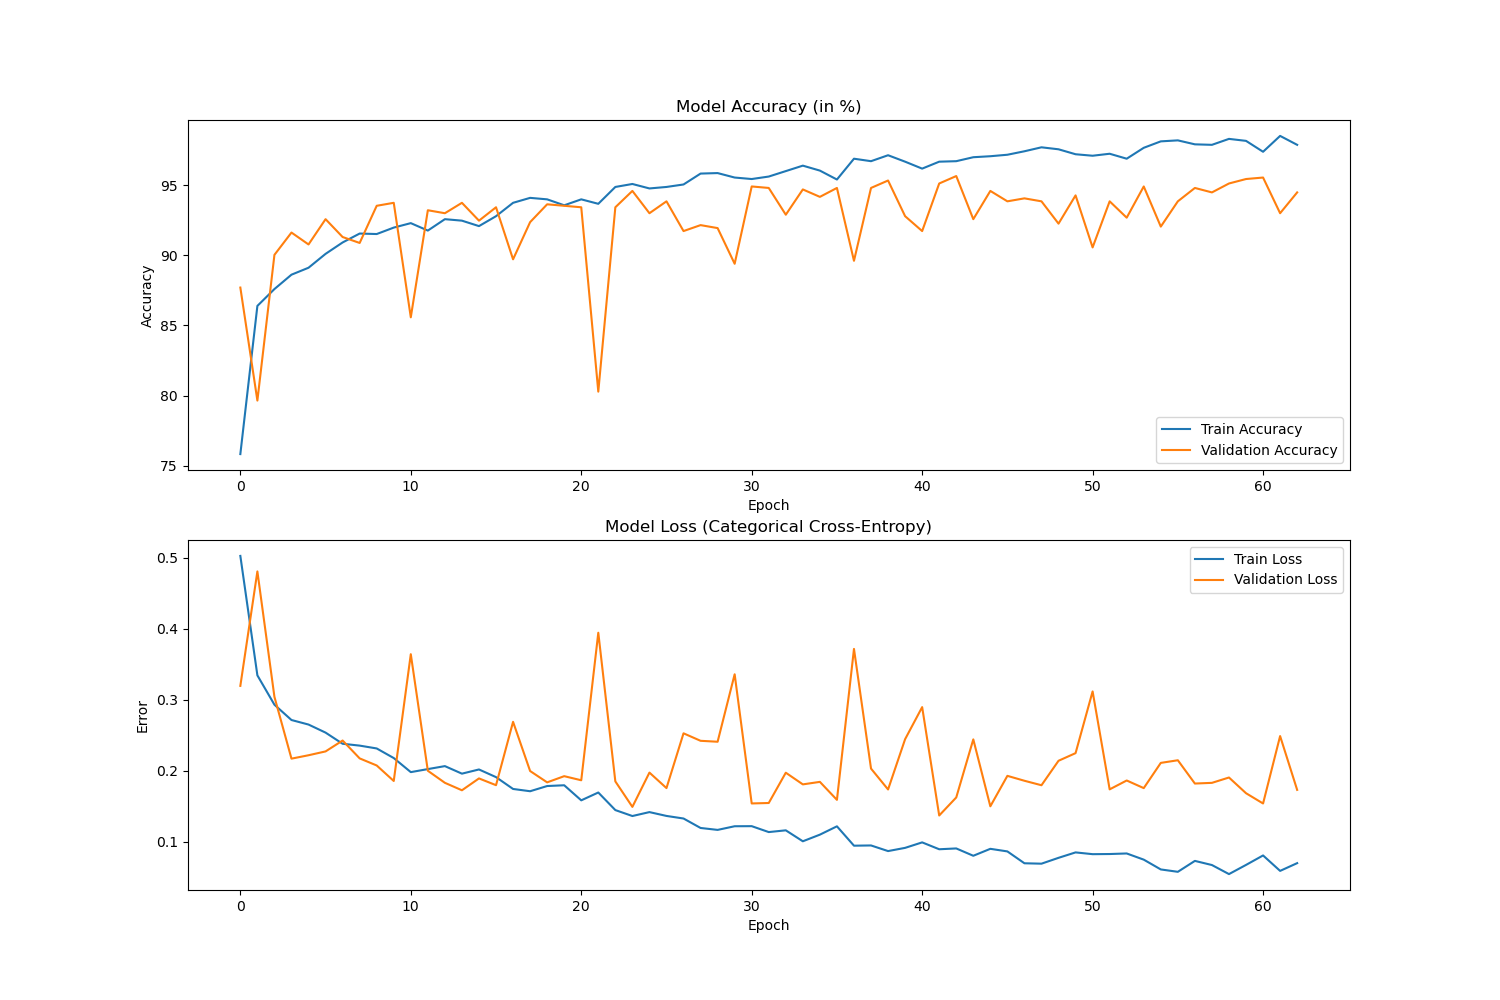 Model Accuracy (in %)
Accuracy
95
90
85
80
75
Train Accuracy
Validation Accuracy
0 10 20 30 40 50 60
Epoch
Model Loss (Categorical Cross-Entropy)
Error
0.5
0.4
0.3
0.2
0.1
Train Loss
Validation Loss
0 10 20 30 40 50 60
Epoch